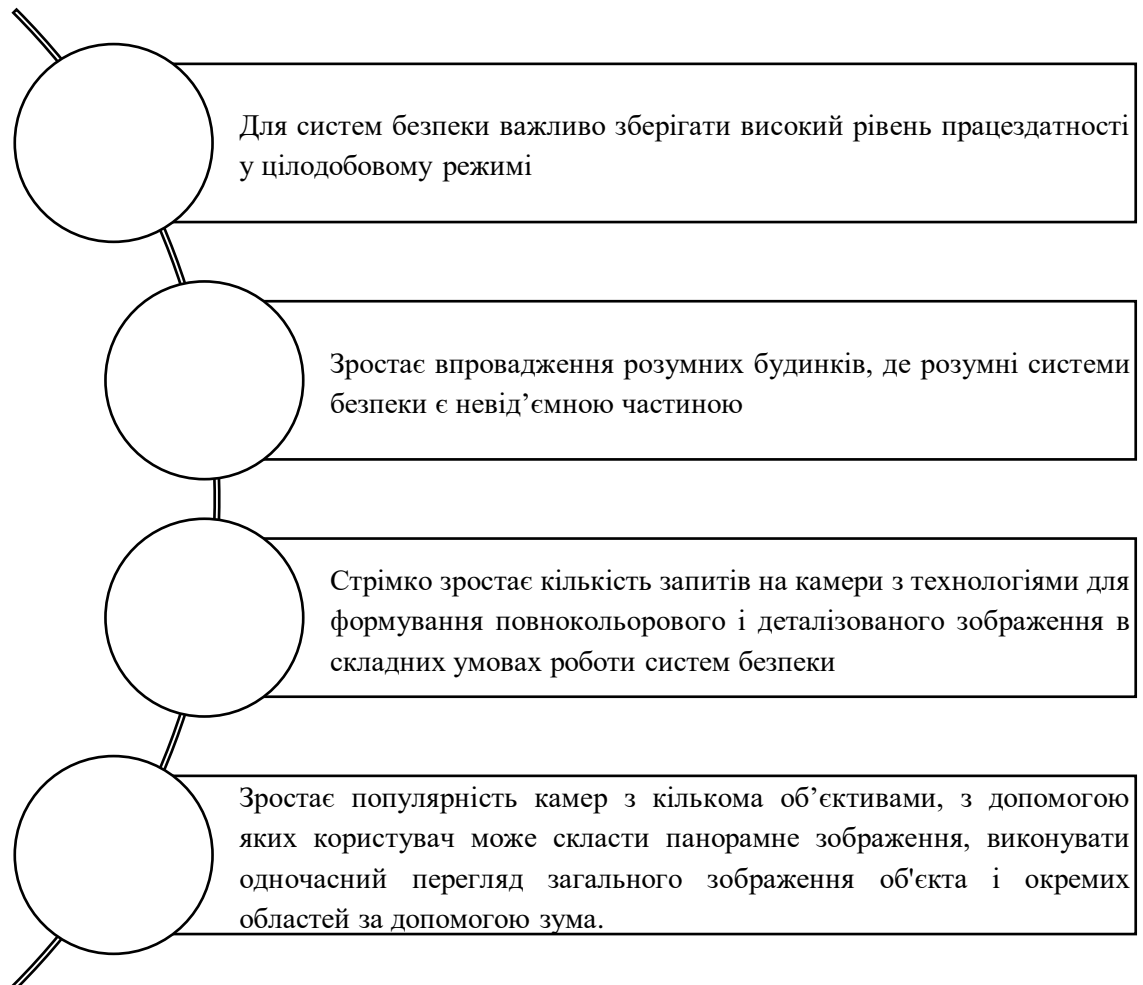 Для систем безпеки важливо зберігати високий рівень працездатності
у цілодобовому режимі
Зростає впровадження розумних будинків, де розумні системи
безпеки є невід’ємною частиною
Стрімко зростає кількість запитів на камери з технологіями для
формування повнокольорового і деталізованого зображення в
складних умовах роботи систем безпеки
Зростає популярність камер з кількома об’єктивами, з допомогою
яких користувач може скласти панорамне зображення, виконувати
одночасний перегляд загального зображення об'єкта і окремих
областей за допомогою зума.